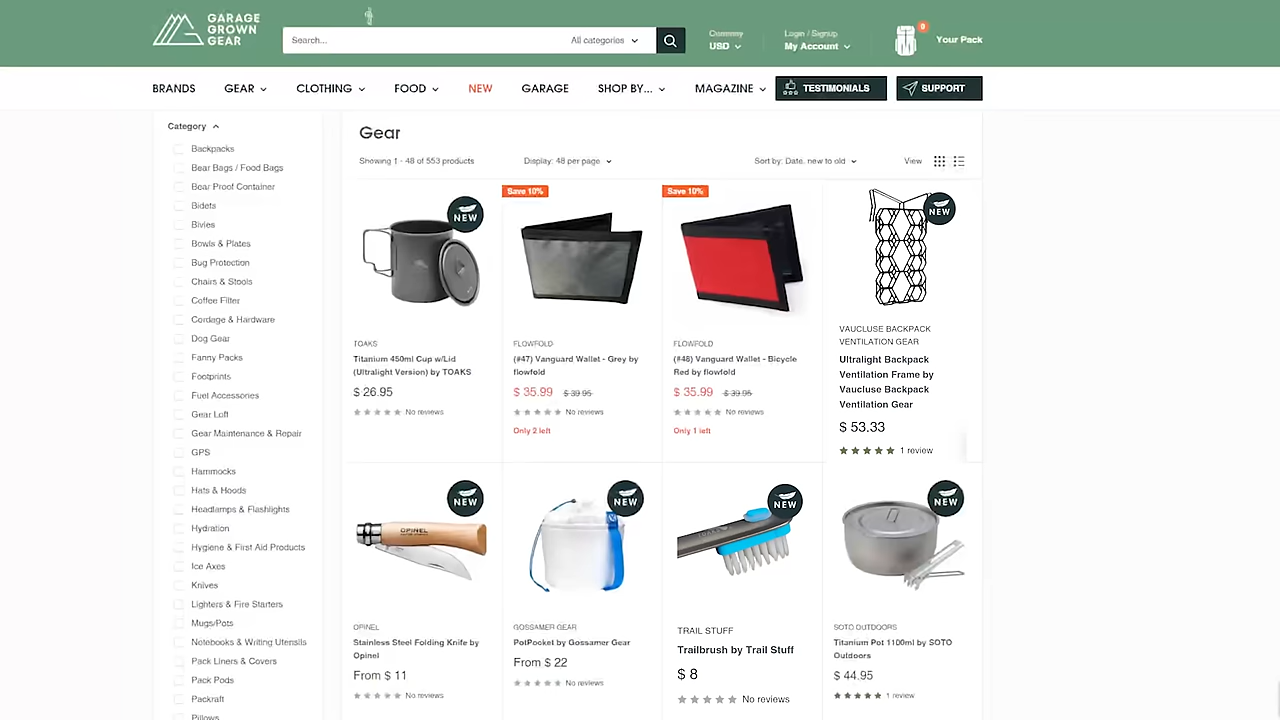 GARAGE
GROWN
GEAR
Search...
All categories
Currency
USD
Login / Signup
My Account
0
Your Pack
BRANDS
GEAR
CLOTHING
FOOD
NEW
GARAGE
SHOP BY...
MAGAZINE
TESTIMONIALS
SUPPORT
Category
Backpacks
Bear Bags / Food Bags
Bear Proof Container
Bidets
Bivies
Bowls & Plates
Bug Protection
Chairs & Stools
Coffee Filter
Cordage & Hardware
Dog Gear
Fanny Packs
Footprints
Fuel Accessories
Gear Loft
Gear Maintenance & Repair
GPS
Hammocks
Hats & Hoods
Headlamps & Flashlights
Hydration
Hygiene & First Aid Products
Ice Axes
Knives
Lighters & Fire Starters
Mugs/Pots
Notebooks & Writing Utensils
Pack Liners & Covers
Pack Pods
Packraft
Pillows
Gear
Showing 1 - 48 of 553 products
Display: 48 per page
Sort by: Date, new to old
View
NEW
TOAKS
Titanium 450ml Cup w/Lid
(Ultralight Version) by TOAKS
$ 26.95
No reviews
Save 10%
FLOWFOLD
(#47) Vanguard Wallet - Grey by
flowfold
$ 35.99 $ 39.95
No reviews
Only 2 left
Save 10%
FLOWFOLD
(#48) Vanguard Wallet - Bicycle
Red by flowfold
$ 35.99 $ 39.95
No reviews
Only 1 left
NEW
VAUCLUSE BACKPACK
VENTILATION GEAR
Ultralight Backpack
Ventilation Frame by
Vaucluse Backpack
Ventilation Gear
$ 53.33
1 review
NEW
OPINEL
OPINEL
Stainless Steel Folding Knife by
Opinel
From $ 11
No reviews
NEW
GOSSAMER GEAR
PotPocket by Gossamer Gear
From $ 22
No reviews
NEW
TRAIL STUFF
Trailbrush by Trail Stuff
$ 8
No reviews
NEW
SOTO OUTDOORS
Titanium Pot 1100ml by SOTO
Outdoors
$ 44.95
1 review